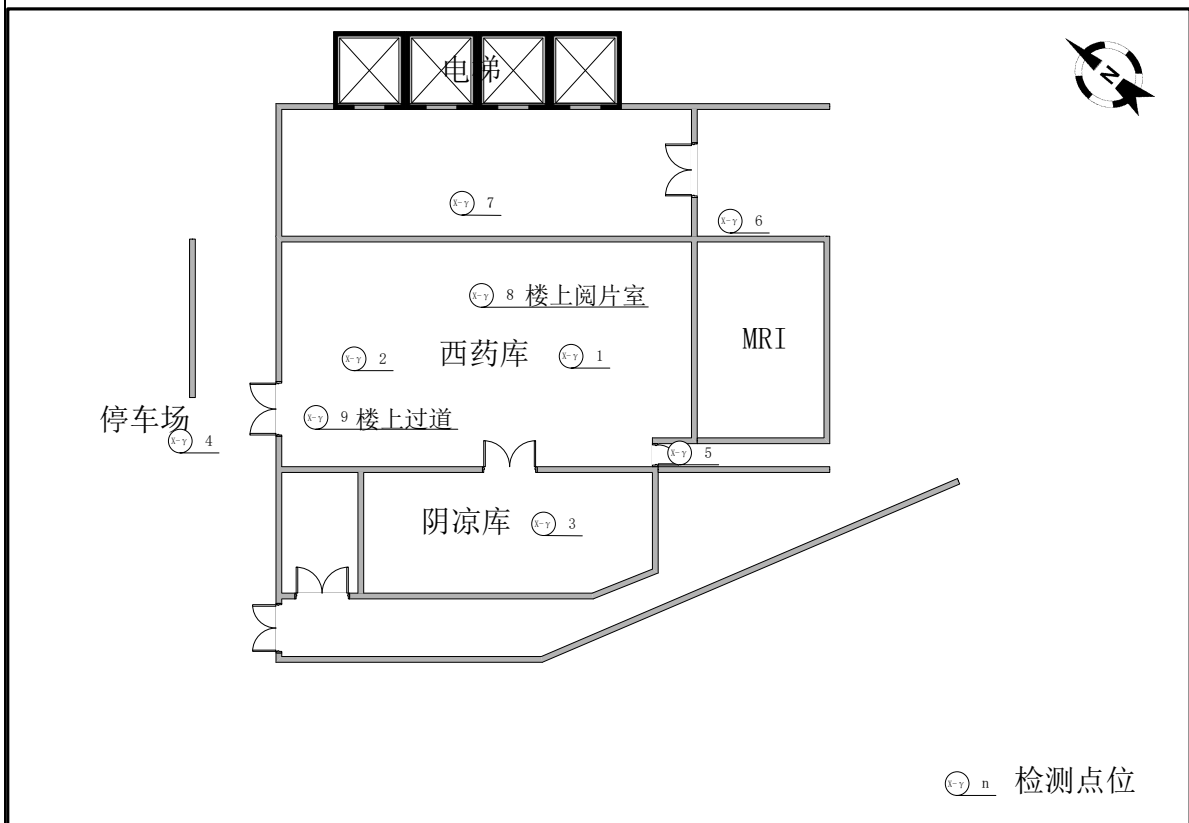 电梯
N
X-γ 7
X-γ 6
X-γ 8 楼上阅片室
MRI
X-γ 2
西药库
X-γ 1
停车场
X-γ 9 楼上过道
X-γ 4
X-γ 5
阴凉库
X-γ 3
X-γ n 检测点位